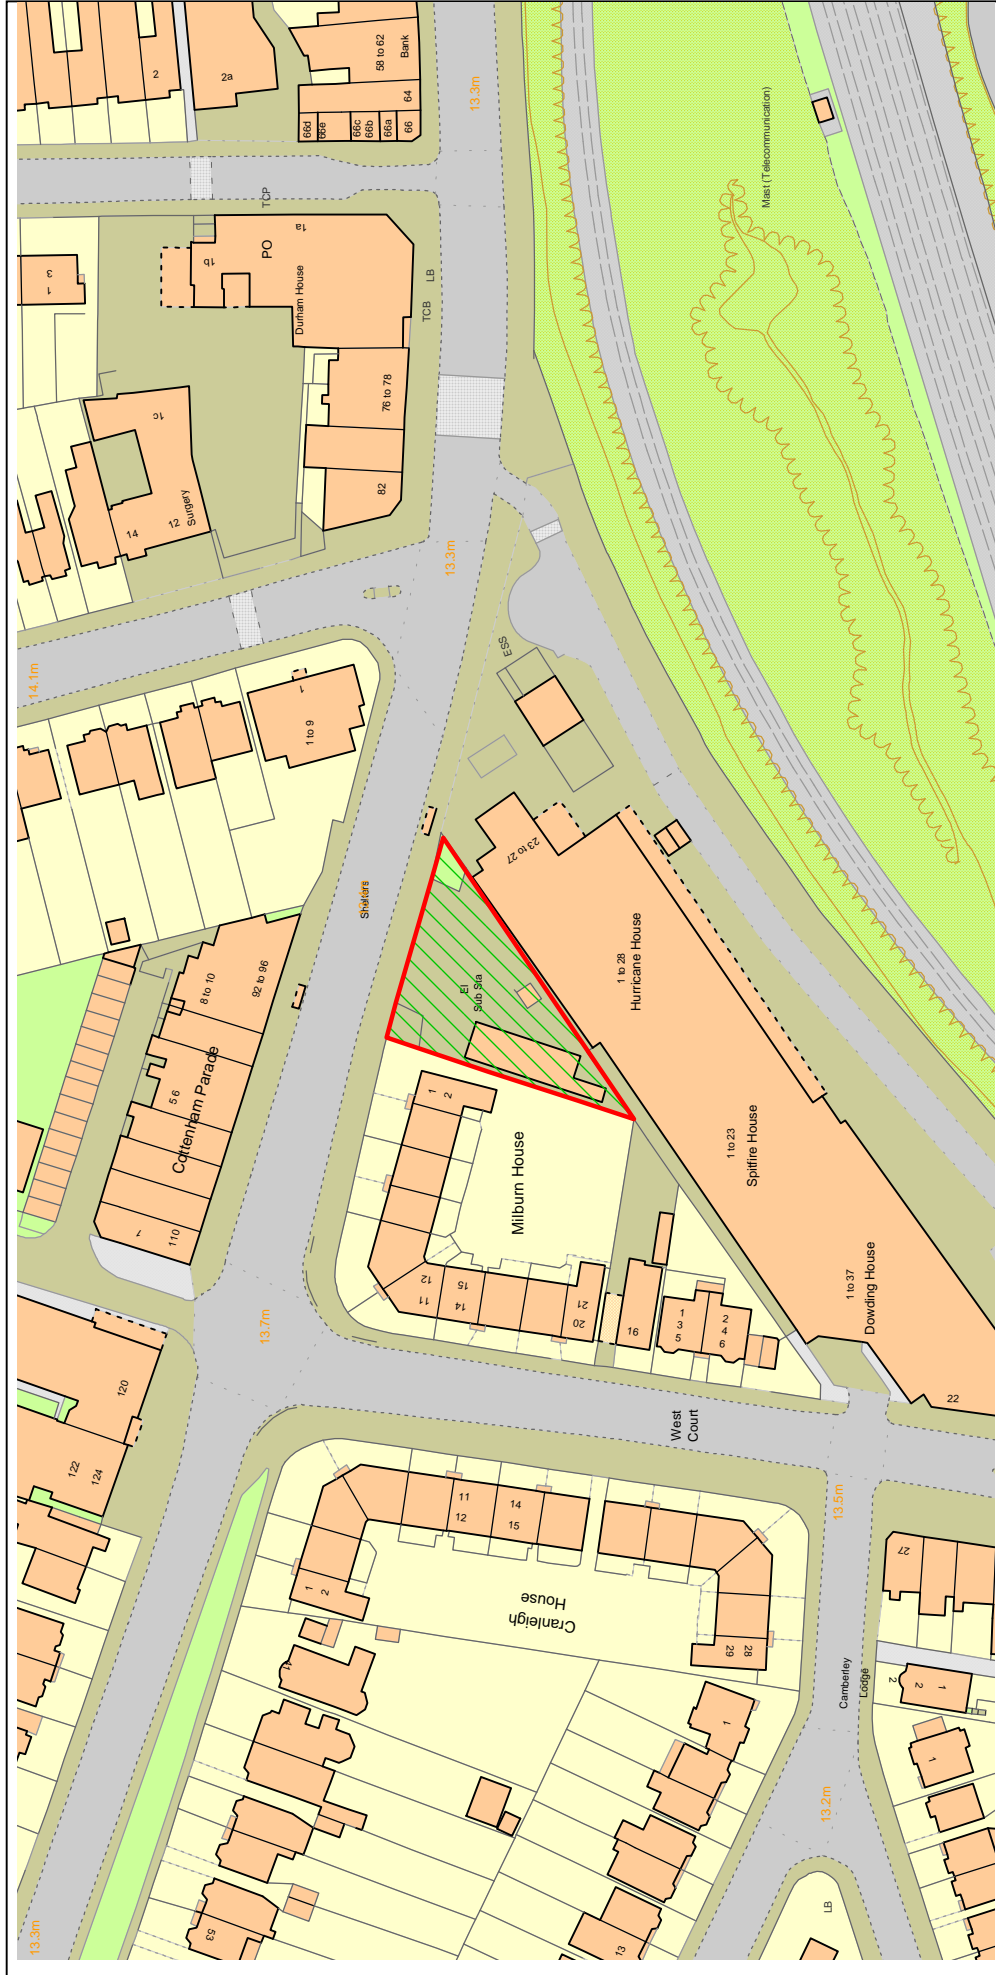 2
2a
58 to 62
Bank
64
66d
66e
66c
66b
66a
66
13.3m
TCP
Mast (Telecommunication)
3
1
1b
PO
1a
Durham House
LB
TCB
76 to 78
82
1c
Surgery
12
14
13.3m
14.1m
1
1 to 9
ESS
23 to 27
Shelters
El
Sub Sta
1 to 28
Hurricane House
8 to 10
92 to 96
5 6
Cottenham Parade
1
110
1
2
Milburn House
1 to 23
Spitfire House
12
11
15
14
21
20
16
1
3
5
2
4
6
1 to 37
Dowding House
22
13.7m
120
122
124
West
Court
11
12
14
15
13.5m
27
1
2
Cranleigh
House
29
28
41
Camberley
Lodge
2
2
1
1
1
13.2m
53
13
LB
13.3m